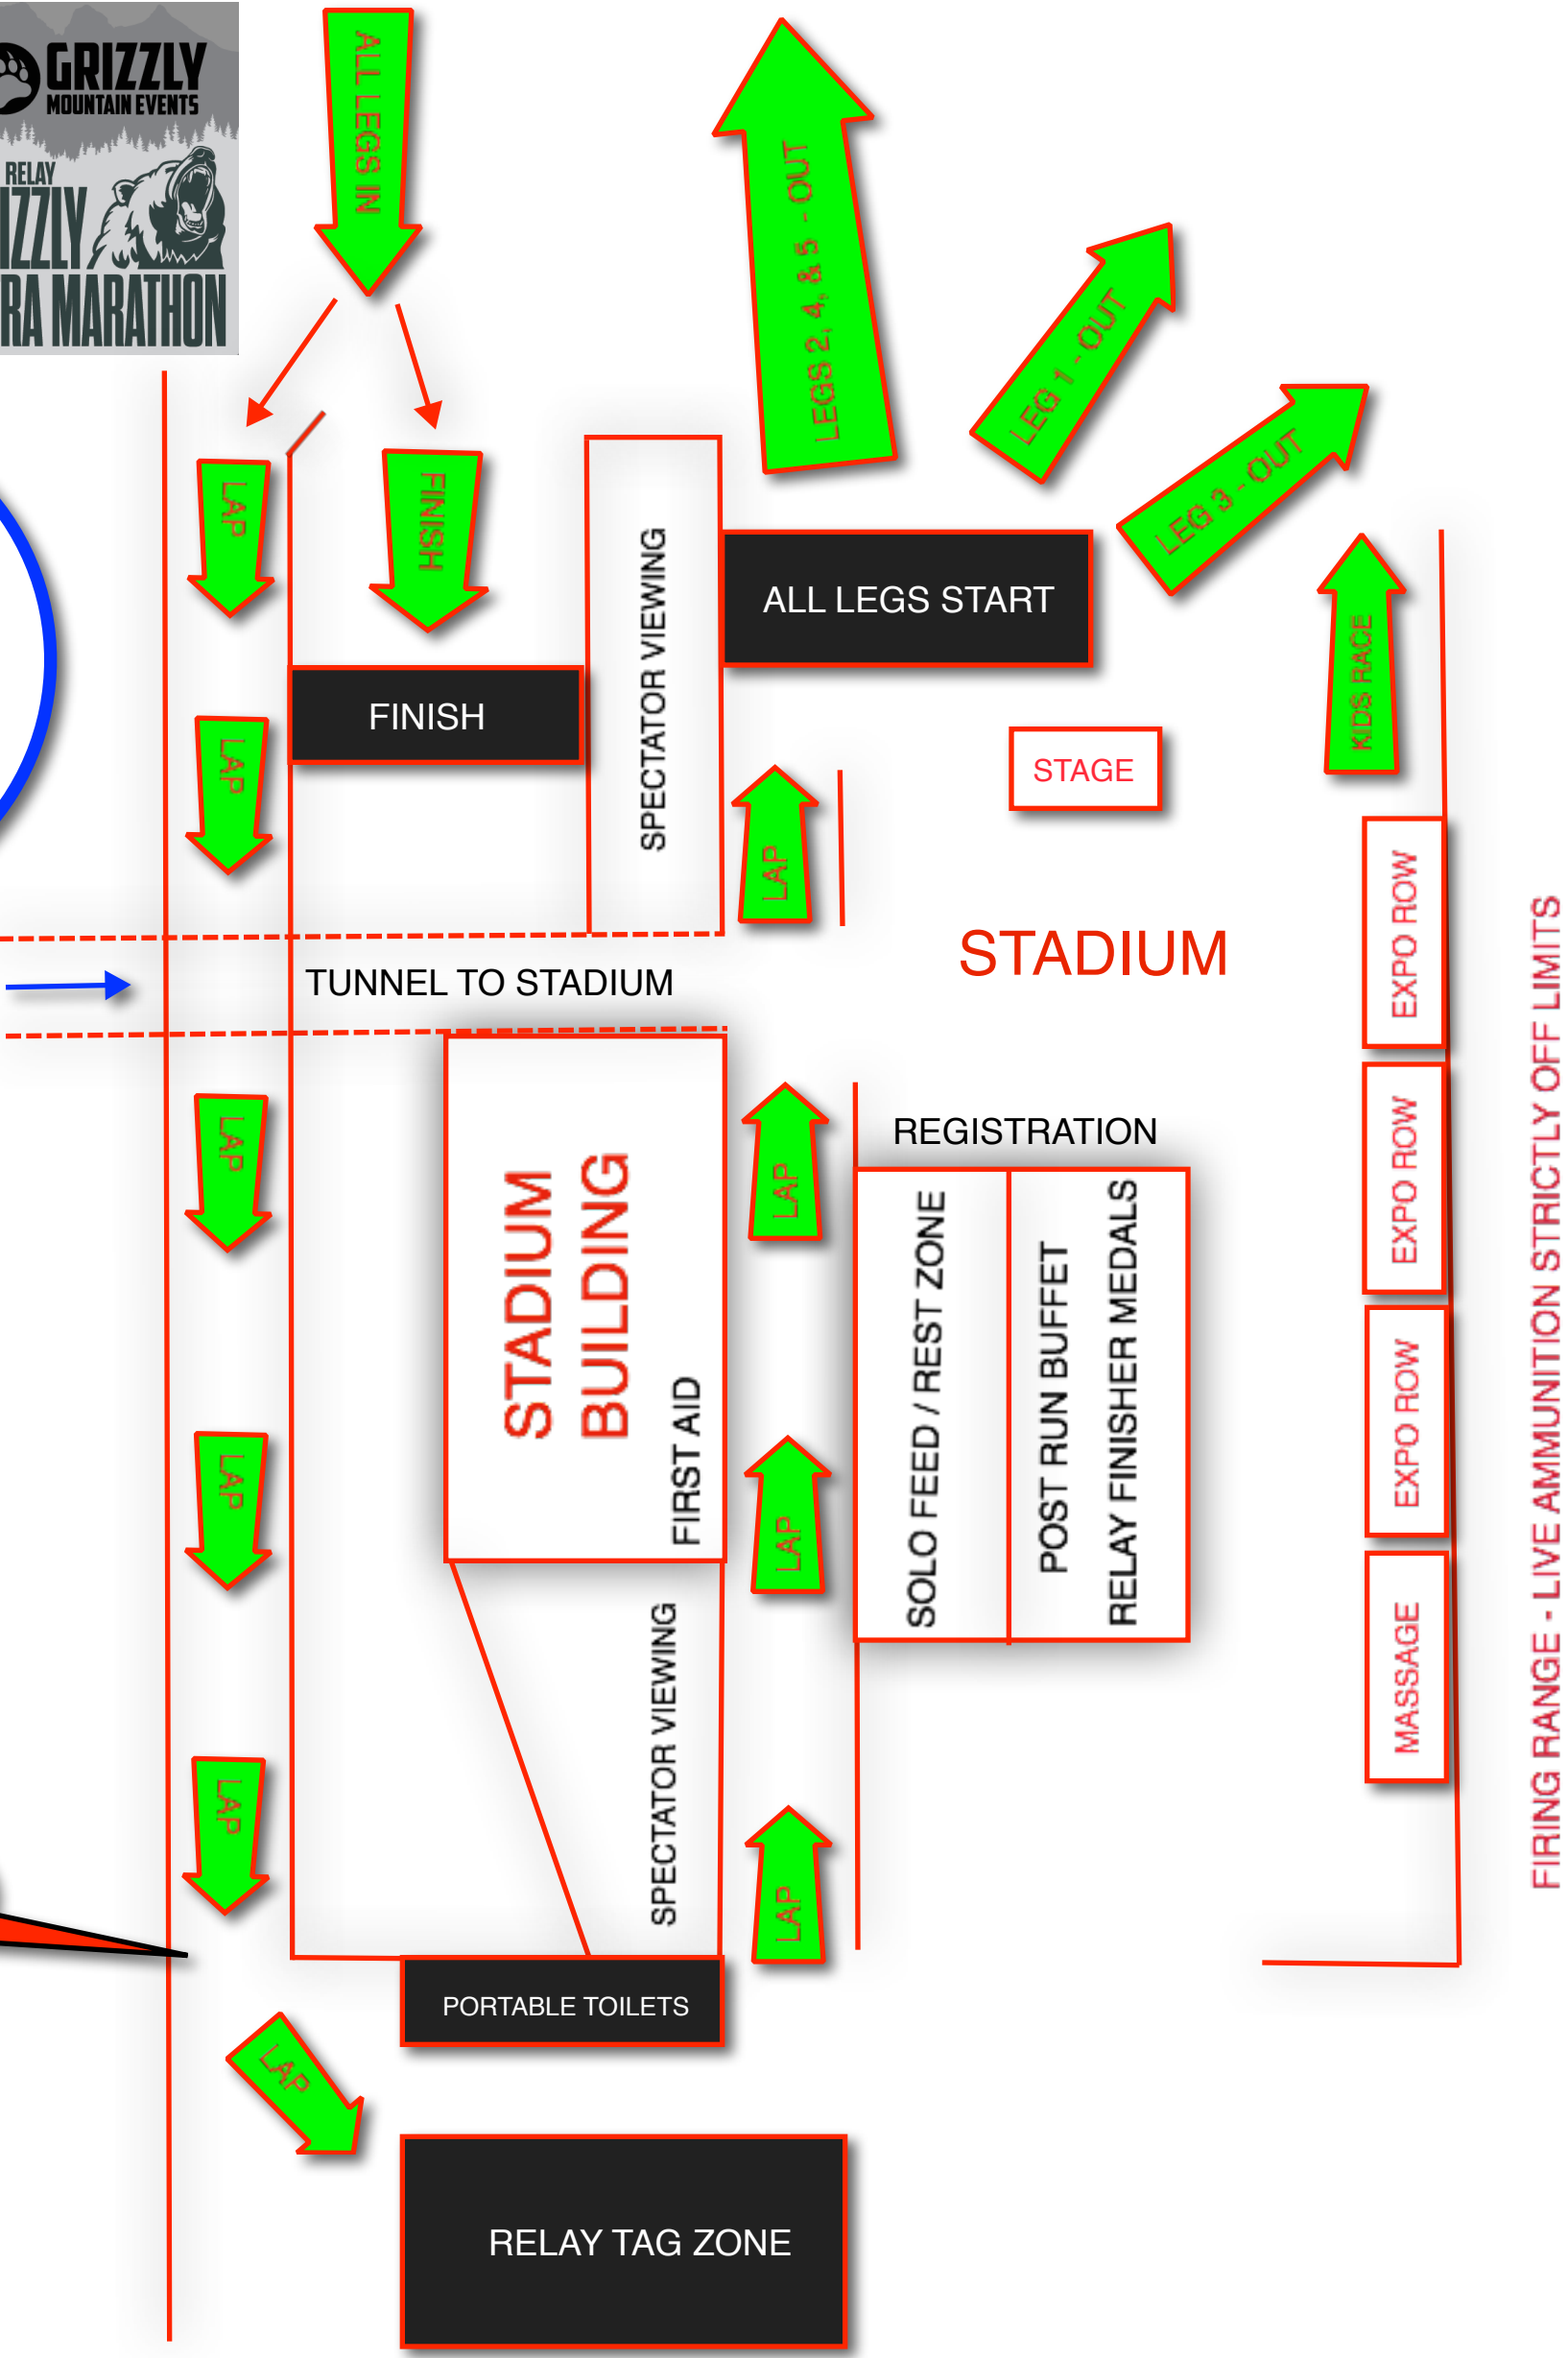 GRIZZLY
MOUNTAIN EVENTS
RELAY
IZZLY
RA MARATHON
ALL LEGS IN
LEGS 2, 4, & 5 - OUT
LEG 1 - OUT
LEG 3 - OUT
LAP
FINISH
SPECTATOR VIEWING
ALL LEGS START
KIDS RACE
FINISH
LAP
STAGE
LAP
STADIUM
EXPO ROW
TUNNEL TO STADIUM
LAP
LAP
REGISTRATION
EXPO ROW
STADIUM
BUILDING
FIRST AID
SOLO FEED / REST ZONE
POST RUN BUFFET
RELAY FINISHER MEDALS
EXPO ROW
LAP
LAP
MASSAGE
FIRING RANGE - LIVE AMMUNITION STRICTLY OFF LIMITS
SPECTATOR VIEWING
LAP
LAP
PORTABLE TOILETS
LAP
RELAY TAG ZONE